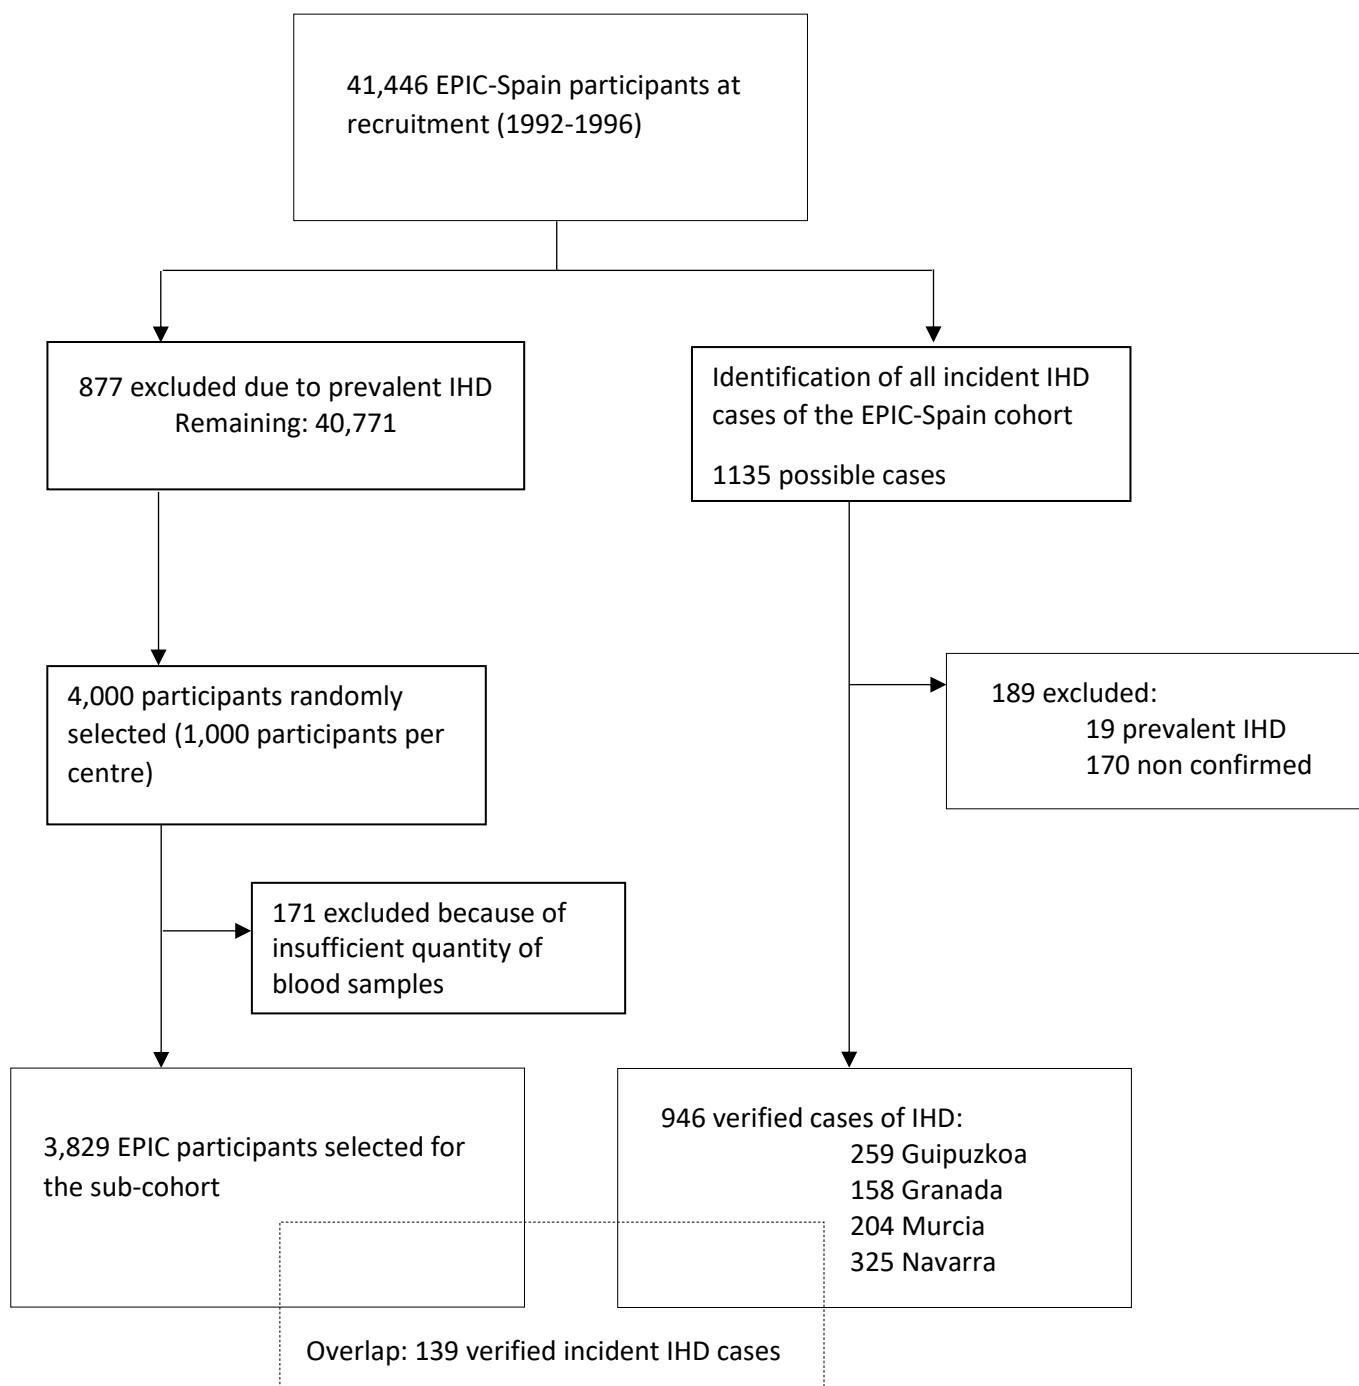 41,446 EPIC-Spain participants at
recruitment (1992-1996)
877 excluded due to prevalent IHD
Remaining: 40,771
Identification of all incident IHD
cases of the EPIC-Spain cohort
1135 possible cases
4,000 participants randomly
selected (1,000 participants per
centre)
189 excluded:
19 prevalent IHD
170 non confirmed
171 excluded because of
insufficient quantity of
blood samples
3,829 EPIC participants selected for
the sub-cohort
946 verified cases of IHD:
259 Guipuzkoa
158 Granada
204 Murcia
325 Navarra
Overlap: 139 verified incident IHD cases